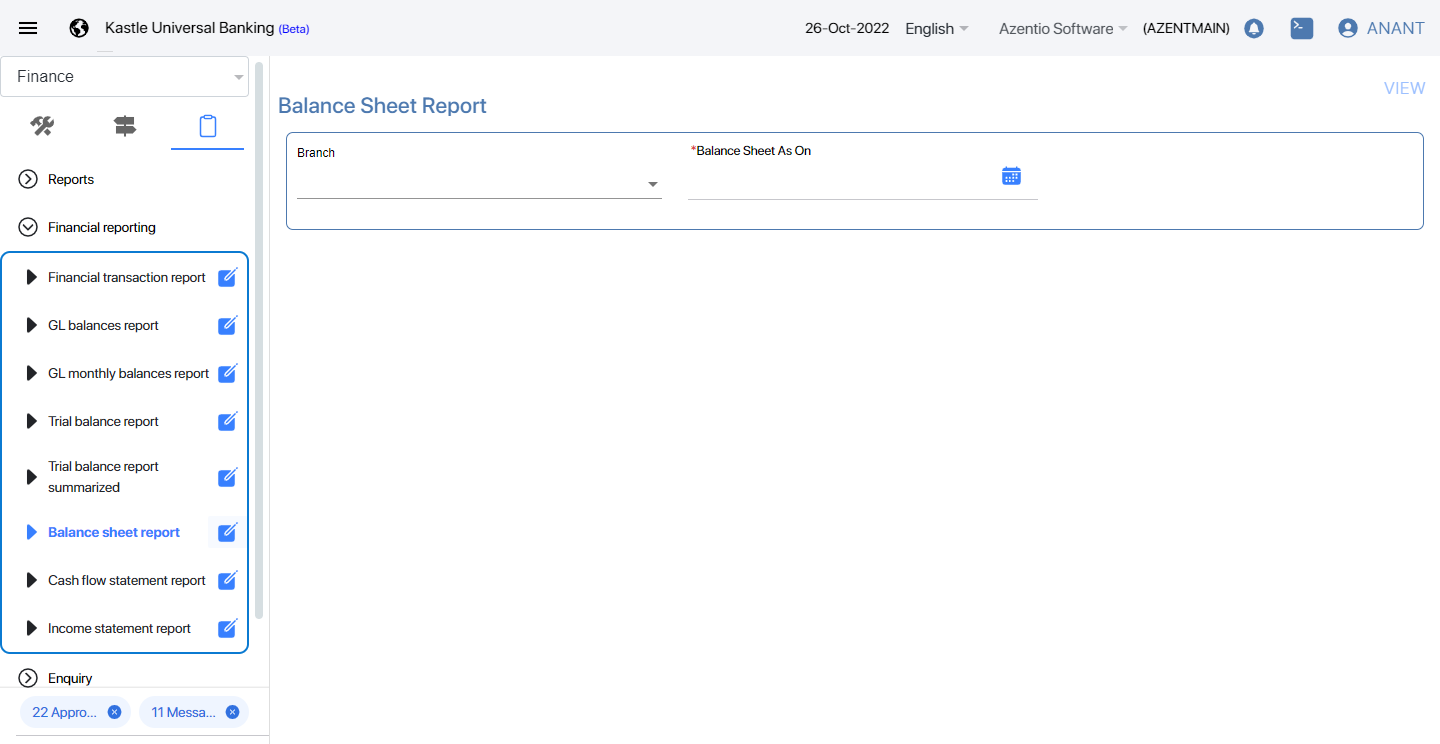 Kastle Universal Banking (Beta)
26-Oct-2022
English
Azentio Software
(AZENTMAIN)
ANANT
Finance
Reports
Financial reporting
Financial transaction report
GL balances report
GL monthly balances report
Trial balance report
Trial balance report
summarized
Balance sheet report
Cash flow statement report
Income statement report
Enquiry
22 Appro...
11 Messa...
VIEW
Balance Sheet Report
Branch
*Balance Sheet As On